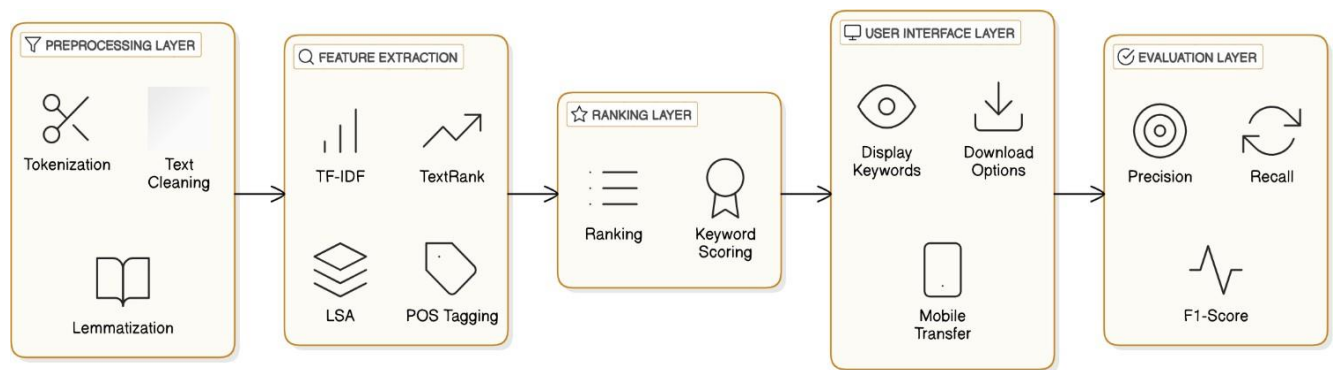 PREPROCESSING LAYER
Tokenization
Text
Cleaning
Lemmatization
FEATURE EXTRACTION
TF-IDF
TextRank
LSA
POS Tagging
RANKING LAYER
Ranking
Keyword
Scoring
USER INTERFACE LAYER
Display
Keywords
Download
Options
Mobile
Transfer
EVALUATION LAYER
Precision
Recall
F1-Score